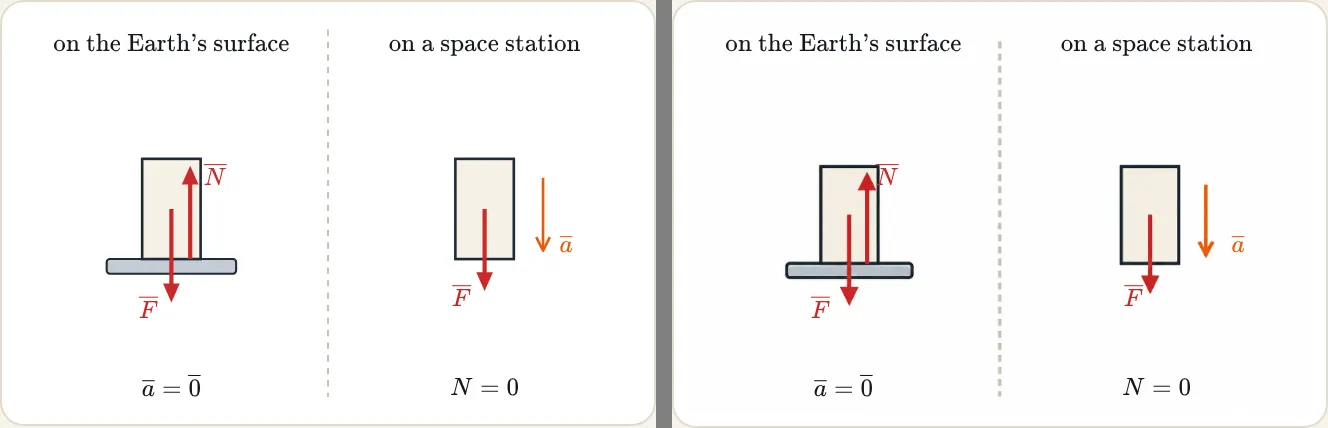 on the Earth's surface
on a space station
N̅
a̅
F̅
F̅
a̅ = 0̅
N = 0
on the Earth's surface
on a space station
N̅
a̅
F̅
F̅
a̅ = 0̅
N = 0